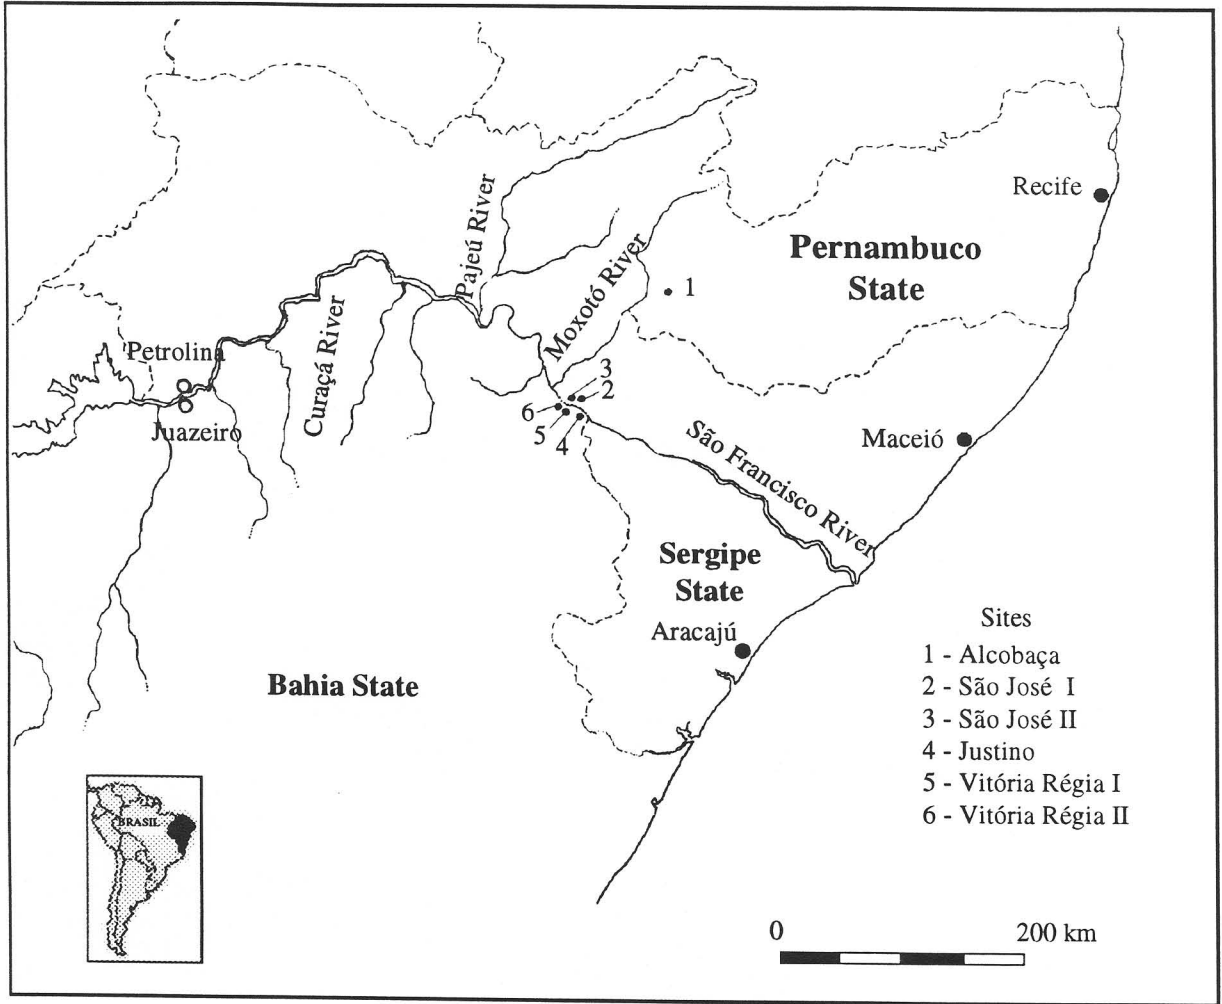 Recife
Pernambuco
State
Pajeú River
Moxotó River
1
Curaçá River
Petrolina
Juazeiro
3
2
6
5
4
São Francisco River
Maceió
Sergipe
State
Aracajú
Bahia State
Sites
1 - Alcobaça
2 - São José I
3 - São José II
4 - Justino
5 - Vitória Régia I
6 - Vitória Régia II
BRASIL
0
200 km